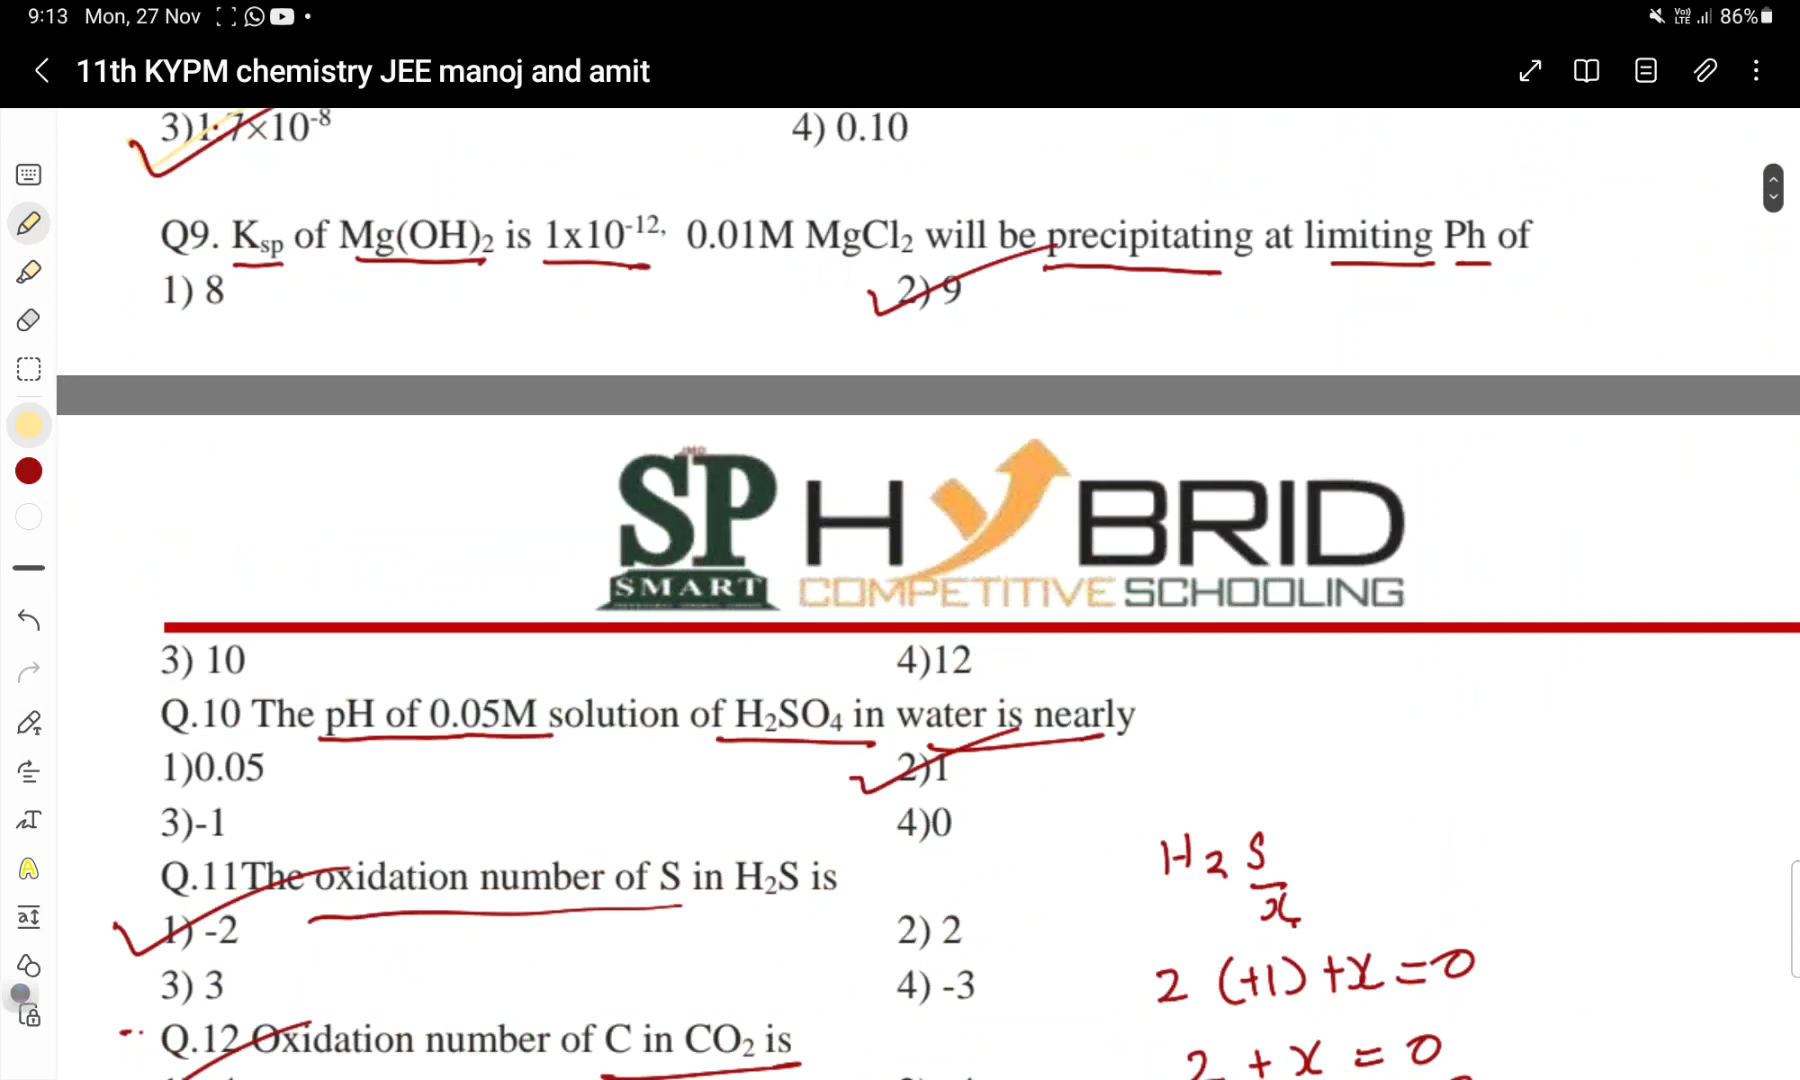 9:13 Mon, 27 Nov 86%
11th KYPM chemistry JEE manoj and amit
3)1.7×10-8 4) 0.10
Q9. Ksp of Mg(OH)2 is 1x10-12, 0.01M MgCl2 will be precipitating at limiting Ph of
1) 8 2) 9
SP HYBRID
SMART COMPETITIVE SCHOOLING
3) 10 4)12
Q.10 The pH of 0.05M solution of H2SO4 in water is nearly
1)0.05 2)1
3)-1 4)0
H2S
x
Q.11The oxidation number of S in H2S is
1) -2 2) 2
3) 3 4) -3
2 (+1) +x =0
Q.12 Oxidation number of C in CO2 is
2 + x = 0